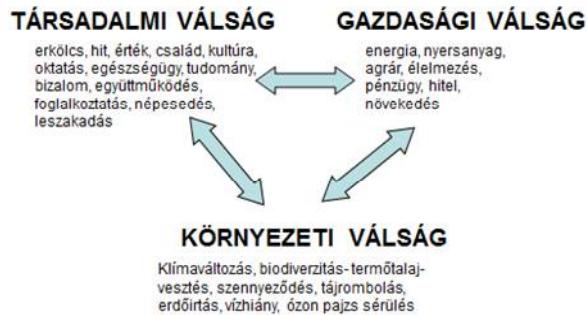 TÁRSADALMI VÁLSÁG
erkölcs, hit, érték, család, kultúra,
oktatás, egészségügy, tudomány,
bizalom, együttműködés,
foglalkoztatás, népesedés,
leszakadás
GAZDASÁGI VÁLSÁG
energia, nyersanyag,
agrár, élelmezés,
pénzügy, hitel,
növekedés
KÖRNYEZETI VÁLSÁG
Klímaváltozás, biodiverzitás- termőtalaj-
vesztés, szennyeződés, tájrombolás,
erdőirtás, vízhiány, ózon pajzs sérülés